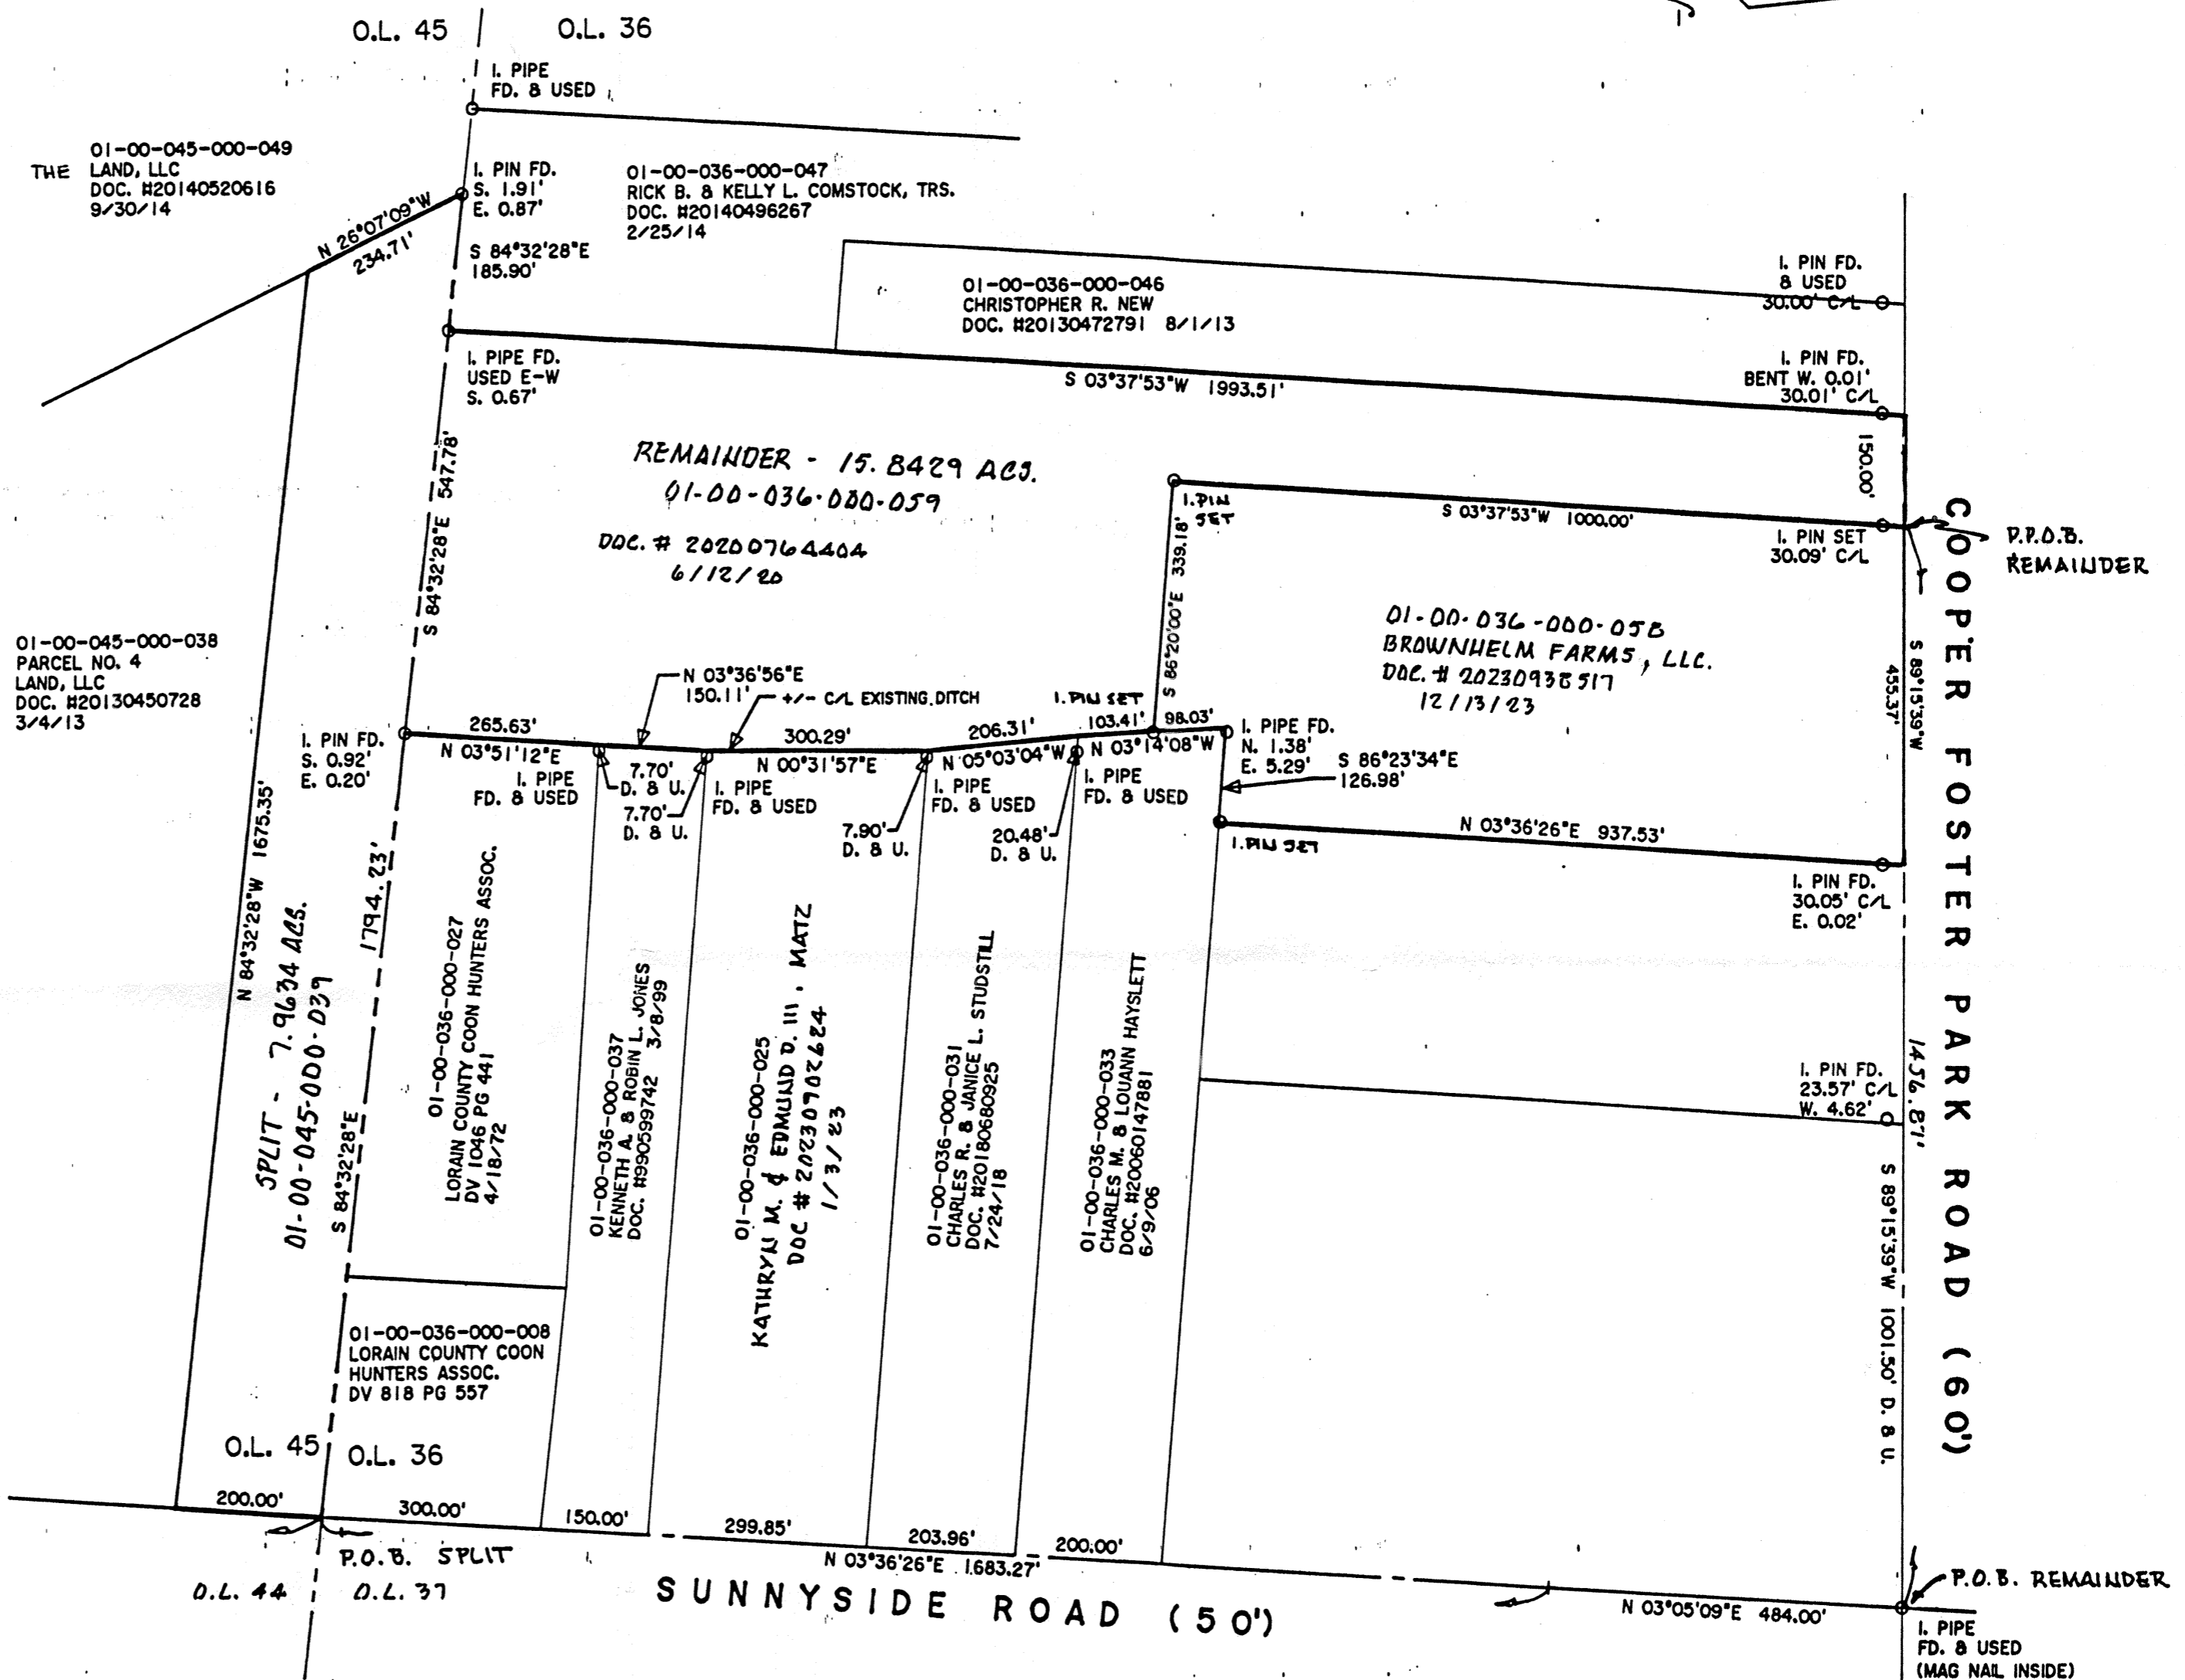 O.L. 45
O.L. 36
I. PIPE
FD. & USED
THE
01-00-045-000-049
LAND, LLC
DOC. #20140520616
9/30/14
N 26°07'09"W
234.71'
I. PIN FD.
S. 1.91'
E. 0.87'
S 84°32'28"E
185.90'
01-00-036-000-047
RICK B. & KELLY L. COMSTOCK, TRS.
DOC. #20140496267
2/25/14
01-00-036-000-046
CHRISTOPHER R. NEW
DOC. #20130472791 8/1/13
I. PIN FD.
& USED
30.00' C/L
I. PIPE FD.
USED E-W
S. 0.67'
S 03°37'53"W 1993.51'
I. PIN FD.
BENT W. 0.01'
30.01' C/L
150.00'
REMAINDER - 15.8429 ACS.
01-00-036-000-059
DOC. # 20200764404
6/12/20
S 84°32'28"E 547.78'
I. PIN
SET
S 03°37'53"W 1000.00'
I. PIN SET
30.09' C/L
P.P.O.B.
REMAINDER
S 86°20'00"E 339.18'
01-00-036-000-058
BROWNHELM FARMS, LLC.
DOC. # 20230938517
12/13/23
S 89°15'39"W
455.37'
COOPER FOSTER PARK ROAD (60')
01-00-045-000-038
PARCEL NO. 4
LAND, LLC
DOC. #20130450728
3/4/13
N 03°36'56"E
150.11'
+/- C/L EXISTING DITCH
I. PIN SET
I. PIN FD.
S. 0.92'
E. 0.20'
265.63'
N 03°51'12"E
I. PIPE
FD. & USED
7.70'
D. & U.
7.70'
D. & U.
300.29'
N 00°31'57"E
I. PIPE
FD. & USED
7.90'
D. & U.
206.31'
N 05°03'04"W
I. PIPE
FD. & USED
20.48'
D. & U.
103.41'
98.03'
N 03°14'08"W
I. PIPE
FD. & USED
I. PIPE FD.
N. 1.38'
E. 5.29'
S 86°23'34"E
126.98'
I. PIN SET
N 03°36'26"E 937.53'
I. PIN FD.
30.05' C/L
E. 0.02'
N 84°32'28"W 1675.35'
SPLIT - 7.9634 ACS.
01-00-045-000-039
S 84°32'28"E
1794.23'
01-00-036-000-027
LORAIN COUNTY COON HUNTERS ASSOC.
DV 1046 PG 441
4/18/72
01-00-036-000-037
KENNETH A. & ROBIN L. JONES
DOC. #990599742 3/8/99
01-00-036-000-025
KATHRYN M. & EDMUND D. III, MATZ
DOC # 20230902624
1/3/23
01-00-036-000-031
CHARLES R. & JANICE L. STUDSTILL
DOC. #20180680925
7/24/18
01-00-036-000-033
CHARLES M. & LOUANN HAYSLETT
DOC. #20060147881
6/9/06
I. PIN FD.
23.57' C/L
W. 4.62'
1456.87'
S 89°15'39"W 1001.50' D. & U.
01-00-036-000-008
LORAIN COUNTY COON
HUNTERS ASSOC.
DV 818 PG 557
O.L. 45
O.L. 36
200.00'
300.00'
150.00'
299.85'
203.96'
200.00'
P.O.B. SPLIT
N 03°36'26"E 1683.27'
O.L. 44
O.L. 37
SUNNYSIDE ROAD (50')
N 03°05'09"E 484.00'
P.O.B. REMAINDER
I. PIPE
FD. & USED
(MAG NAIL INSIDE)